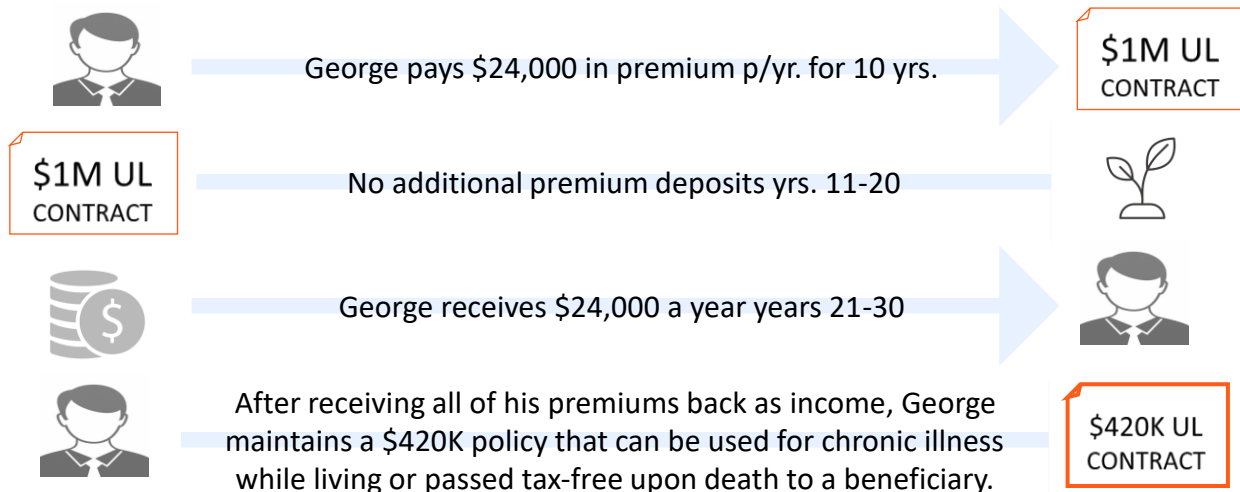 George pays $24,000 in premium p/yr. for 10 yrs.
$1M UL
CONTRACT
$1M UL
CONTRACT
No additional premium deposits yrs. 11-20
$
George receives $24,000 a year years 21-30
After receiving all of his premiums back as income, George
maintains a $420K policy that can be used for chronic illness
while living or passed tax-free upon death to a beneficiary.
$420K UL
CONTRACT